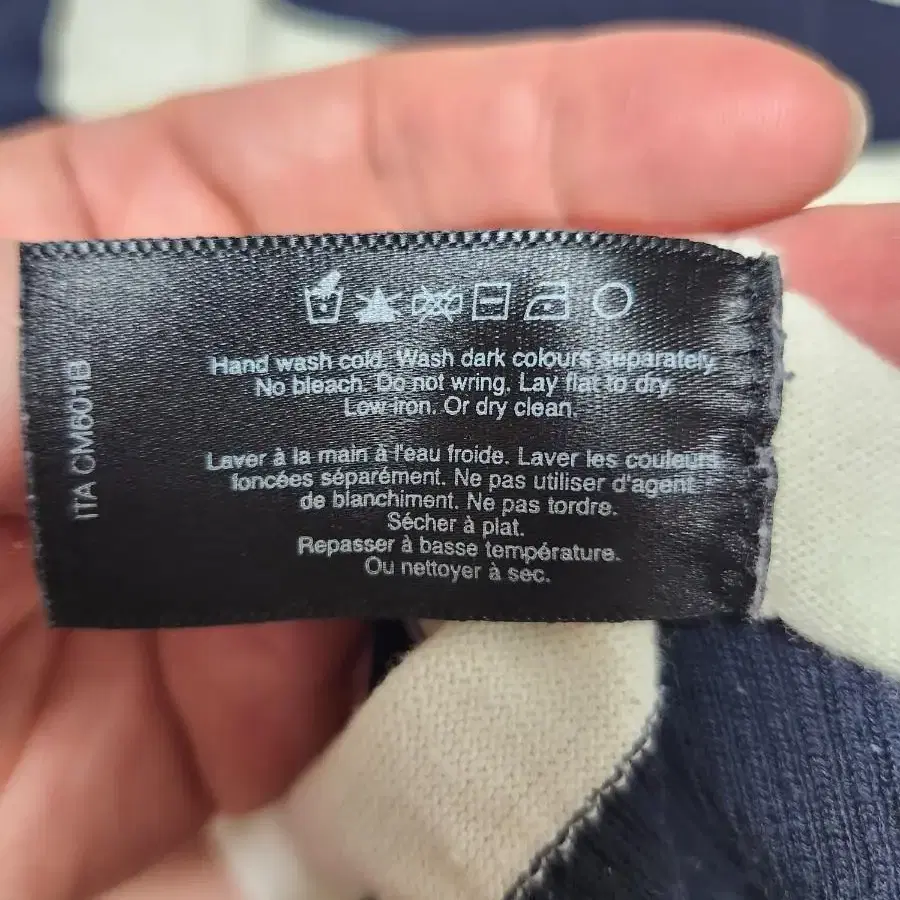 Hand wash cold. Wash dark colours separately.
No bleach. Do not wring. Lay flat to dry.
Low iron. Or dry clean.
Laver à la main à l'eau froide. Laver les couleurs
foncées séparément. Ne pas utiliser d'agent
de blanchiment. Ne pas tordre.
Sécher à plat.
Repasser à basse température.
Ou nettoyer à sec.
ITA CM6011B